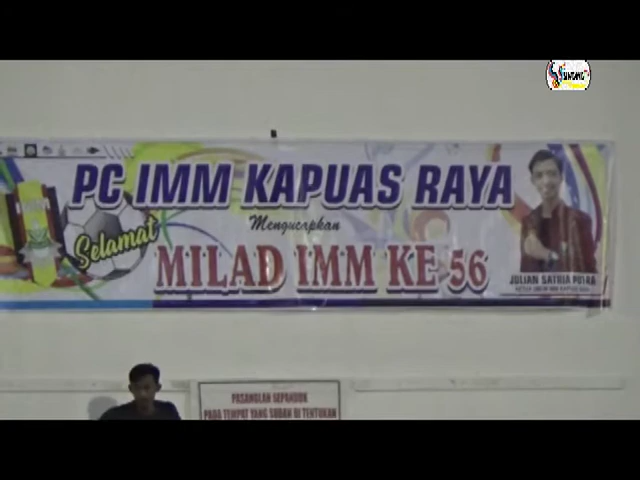 PC IMM KAPUAS RAYA
Mengucapkan
Selamat
MILAD IMM KE 56
JULIAN SATRIA PUTRA
PASANGLAH SEPONDUK
PADA TEMPAT YANG SUDAH DI TENTUKAN